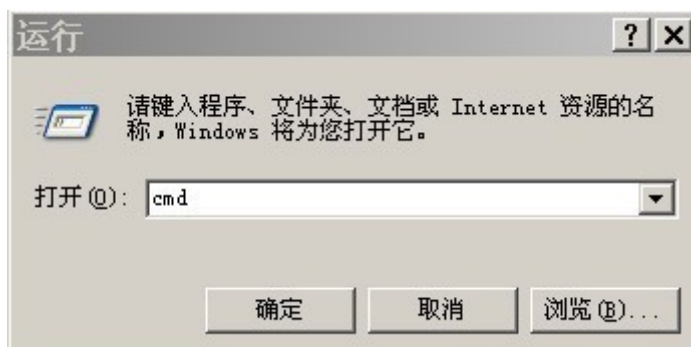 运行
请键入程序、文件夹、文档或 Internet 资源的名
称，Windows 将为您打开它。
打开(O): cmd
确定 取消 浏览(B)...